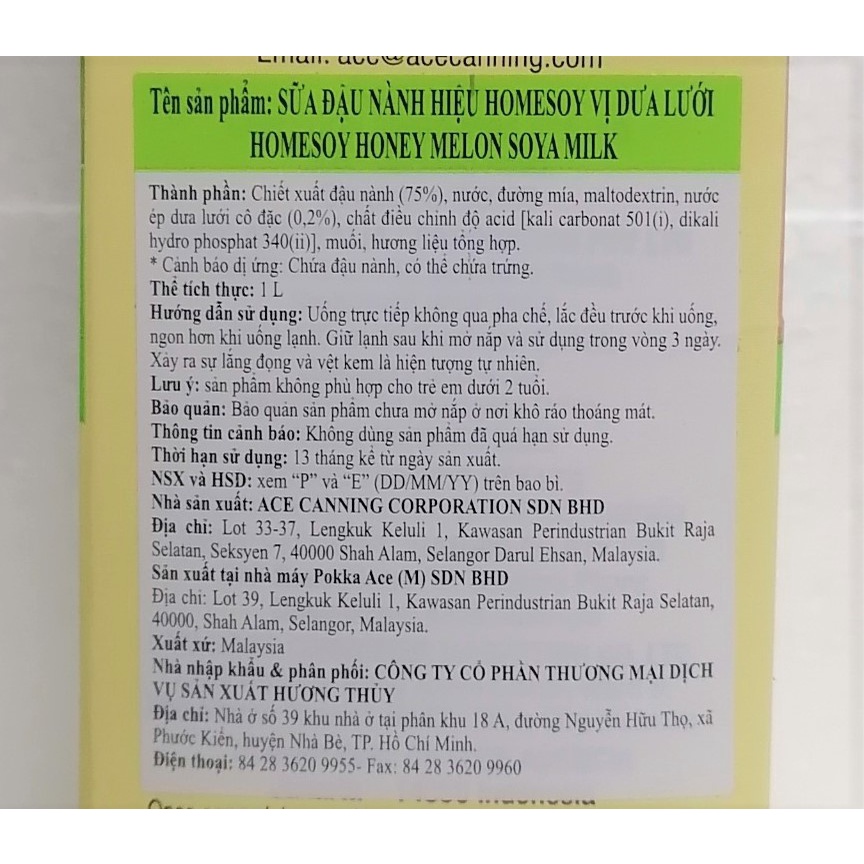 Email: acc@acecanning.com
Tên sản phẩm: SỮA ĐẬU NÀNH HIỆU HOMESOY VỊ DƯA LƯỚI
HOMESOY HONEY MELON SOYA MILK
Thành phần: Chiết xuất đậu nành (75%), nước, đường mía, maltodextrin, nước
ép dưa lưới cô đặc (0,2%), chất điều chỉnh độ acid [kali carbonat 501(i), dikali
hydro phosphat 340(ii)], muối, hương liệu tổng hợp.
* Cảnh báo dị ứng: Chứa đậu nành, có thể chứa trứng.
Thể tích thực: 1 L
Hướng dẫn sử dụng: Uống trực tiếp không qua pha chế, lắc đều trước khi uống,
ngon hơn khi uống lạnh. Giữ lạnh sau khi mở nắp và sử dụng trong vòng 3 ngày.
Xảy ra sự lắng đọng và vệt kem là hiện tượng tự nhiên.
Lưu ý: sản phẩm không phù hợp cho trẻ em dưới 2 tuổi.
Bảo quản: Bảo quản sản phẩm chưa mở nắp ở nơi khô ráo thoáng mát.
Thông tin cảnh báo: Không dùng sản phẩm đã quá hạn sử dụng.
Thời hạn sử dụng: 13 tháng kể từ ngày sản xuất.
NSX và HSD: xem “P” và “E” (DD/MM/YY) trên bao bì.
Nhà sản xuất: ACE CANNING CORPORATION SDN BHD
Địa chỉ: Lot 33-37, Lengkuk Keluli 1, Kawasan Perindustrian Bukit Raja
Selatan, Seksyen 7, 40000 Shah Alam, Selangor Darul Ehsan, Malaysia.
Sản xuất tại nhà máy Pokka Ace (M) SDN BHD
Địa chỉ: Lot 39, Lengkuk Keluli 1, Kawasan Perindustrian Bukit Raja Selatan,
40000, Shah Alam, Selangor, Malaysia.
Xuất xứ: Malaysia
Nhà nhập khẩu & phân phối: CÔNG TY CỔ PHẦN THƯƠNG MẠI DỊCH
VỤ SẢN XUẤT HƯƠNG THỦY
Địa chỉ: Nhà ở số 39 khu nhà ở tại phân khu 18 A, đường Nguyễn Hữu Thọ, xã
Phước Kiển, huyện Nhà Bè, TP. Hồ Chí Minh.
Điện thoại: 84 28 3620 9955- Fax: 84 28 3620 9960
Indonesia